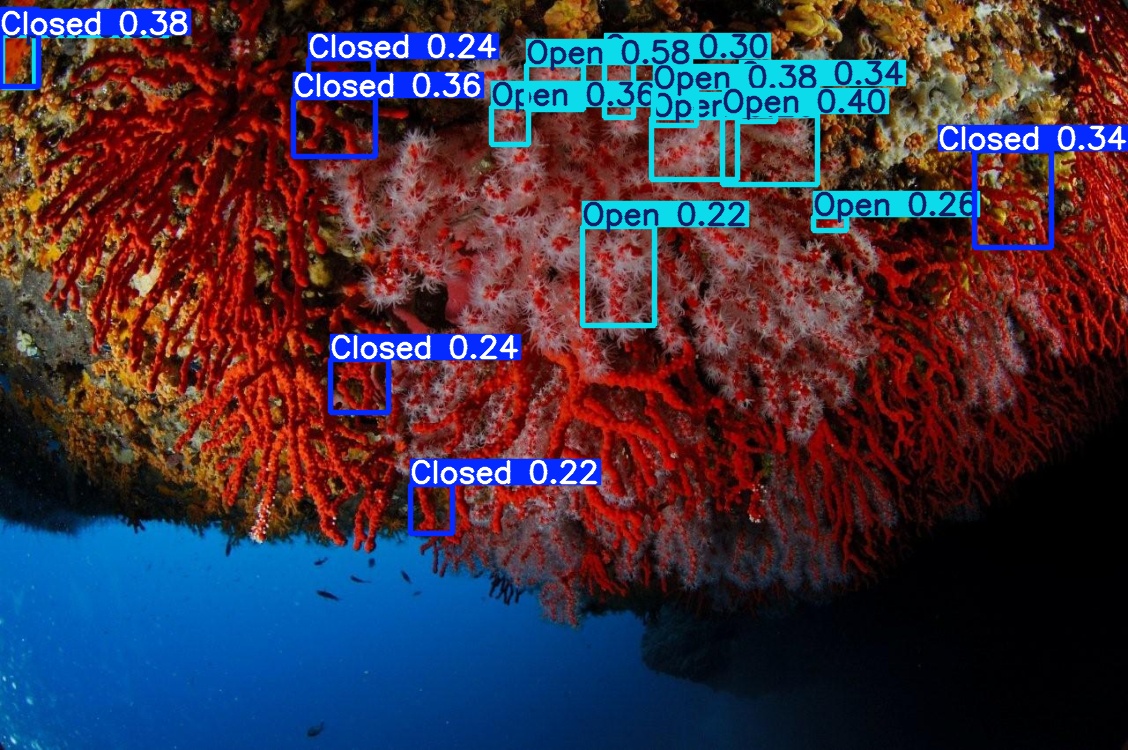 Closed 0.38
Closed 0.24
Open 0.58
0.30
Closed 0.36
Open 0.36
Open 0.38
0.34
Open 0.40
Closed 0.34
Open 0.22
Open 0.26
Closed 0.24
Closed 0.22